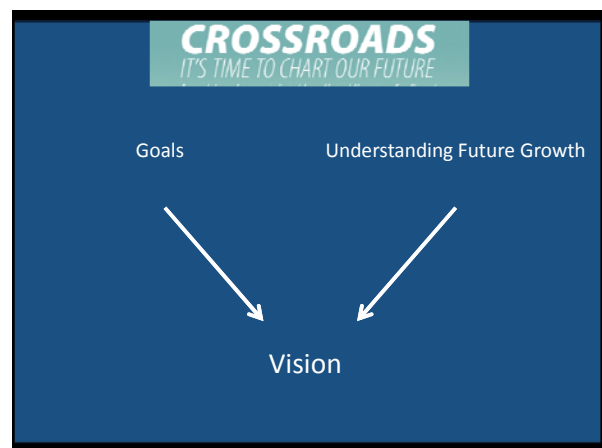 CROSSROADS
IT'S TIME TO CHART OUR FUTURE
Goals
Understanding Future Growth
Vision